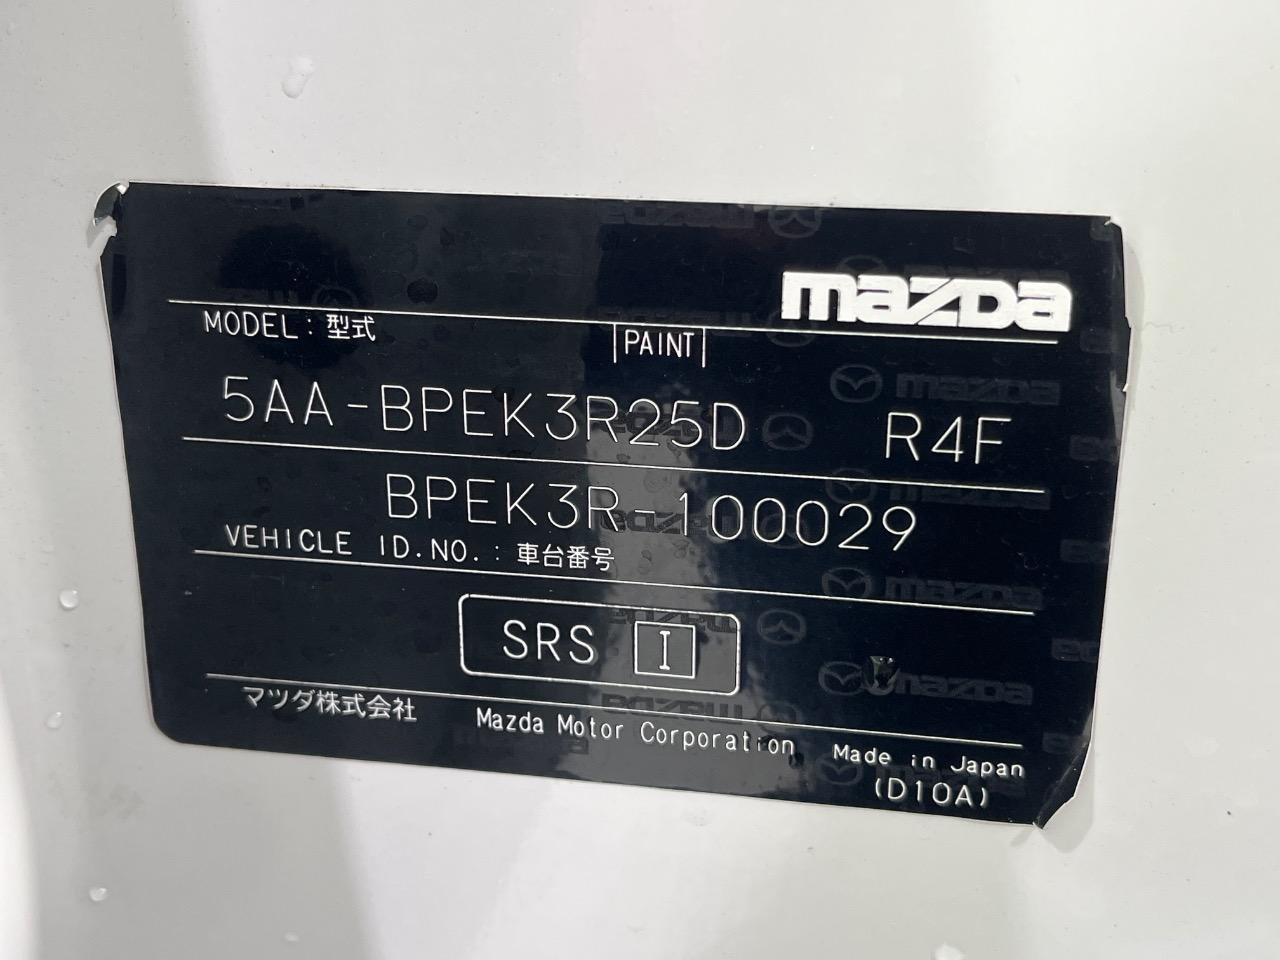 mazda
MODEL : 型式 PAINT
5AA-BPEK3R25D R4F
BPEK3R-100029
VEHICLE ID.NO. : 車台番号
SRS I
マツダ株式会社 Mazda Motor Corporation Made in Japan
(D10A)